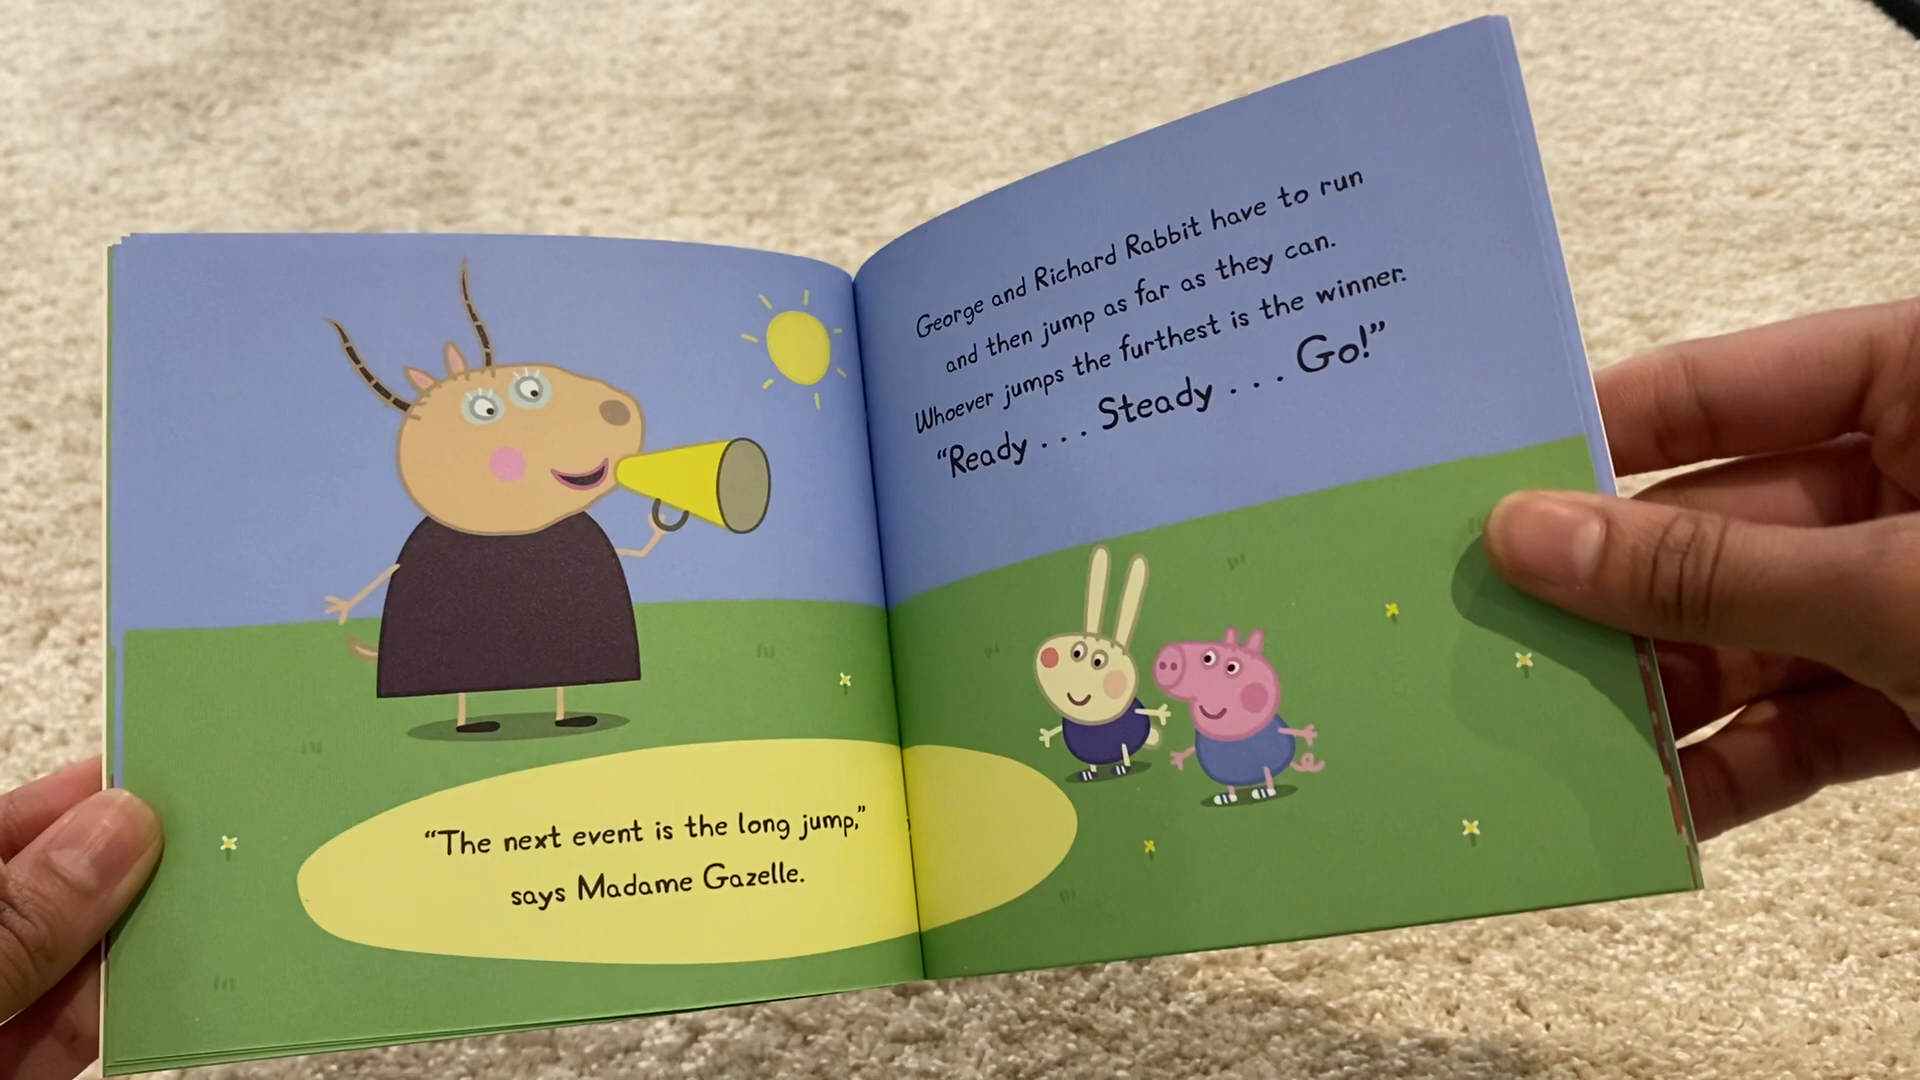 “The next event is the long jump,”
says Madame Gazelle.
George and Richard Rabbit have to run
and then jump as far as they can.
Whoever jumps the furthest is the winner.
“Ready . . . Steady . . . Go!”